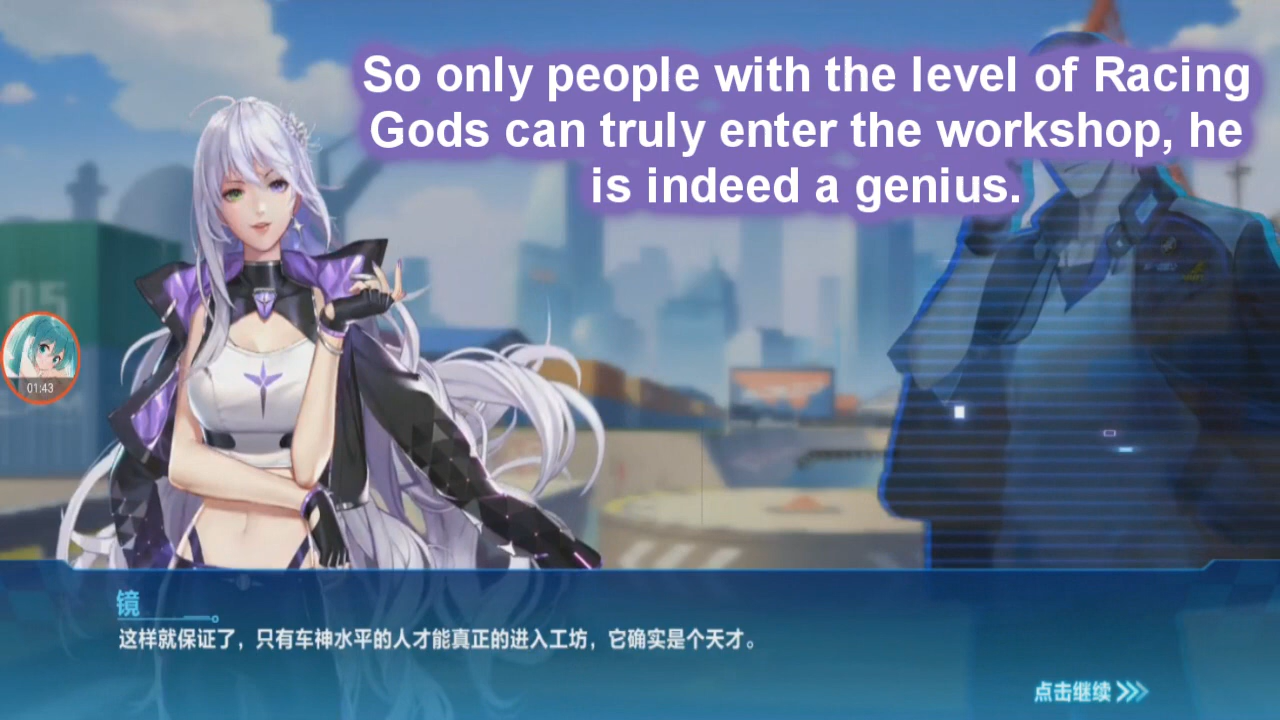 So only people with the level of Racing
Gods can truly enter the workshop, he
is indeed a genius.
05
01:43
镜
这样就保证了，只有车神水平的人才能真正的进入工坊，它确实是个天才。
点击继续